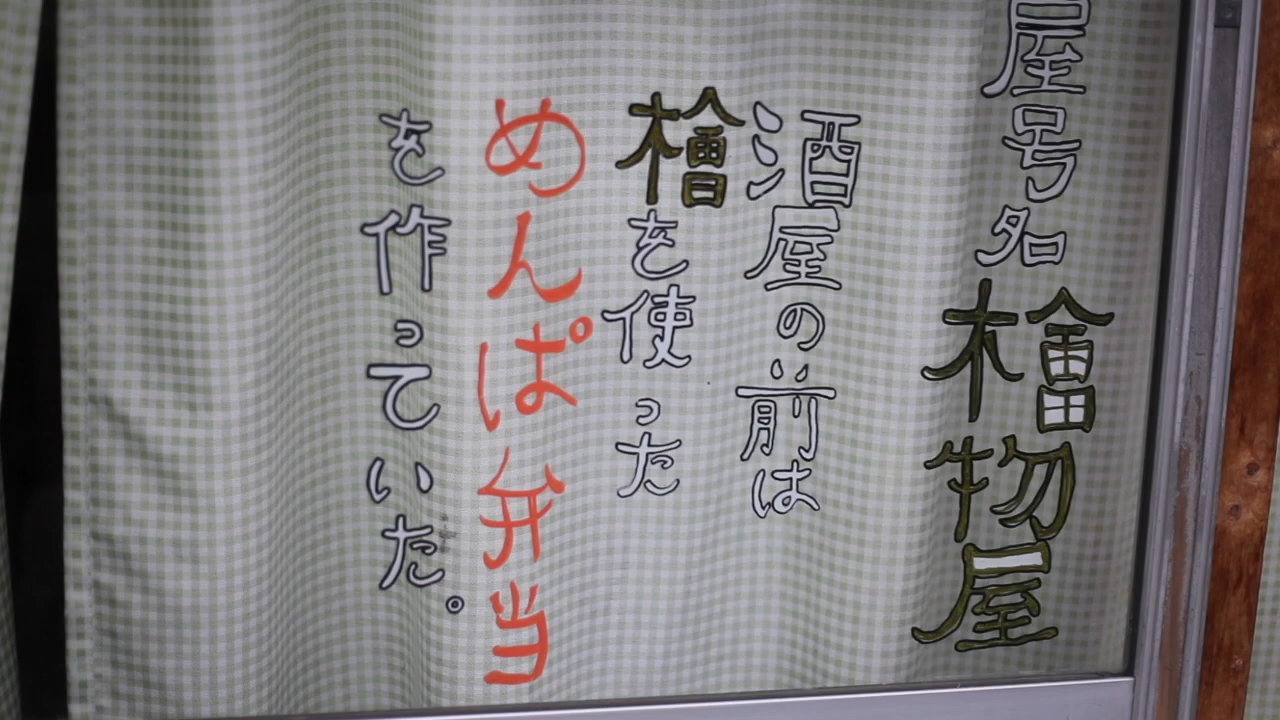 屋号名 檜物屋
酒屋の前は
檜を使った
めんぱ弁当
を作っていた。